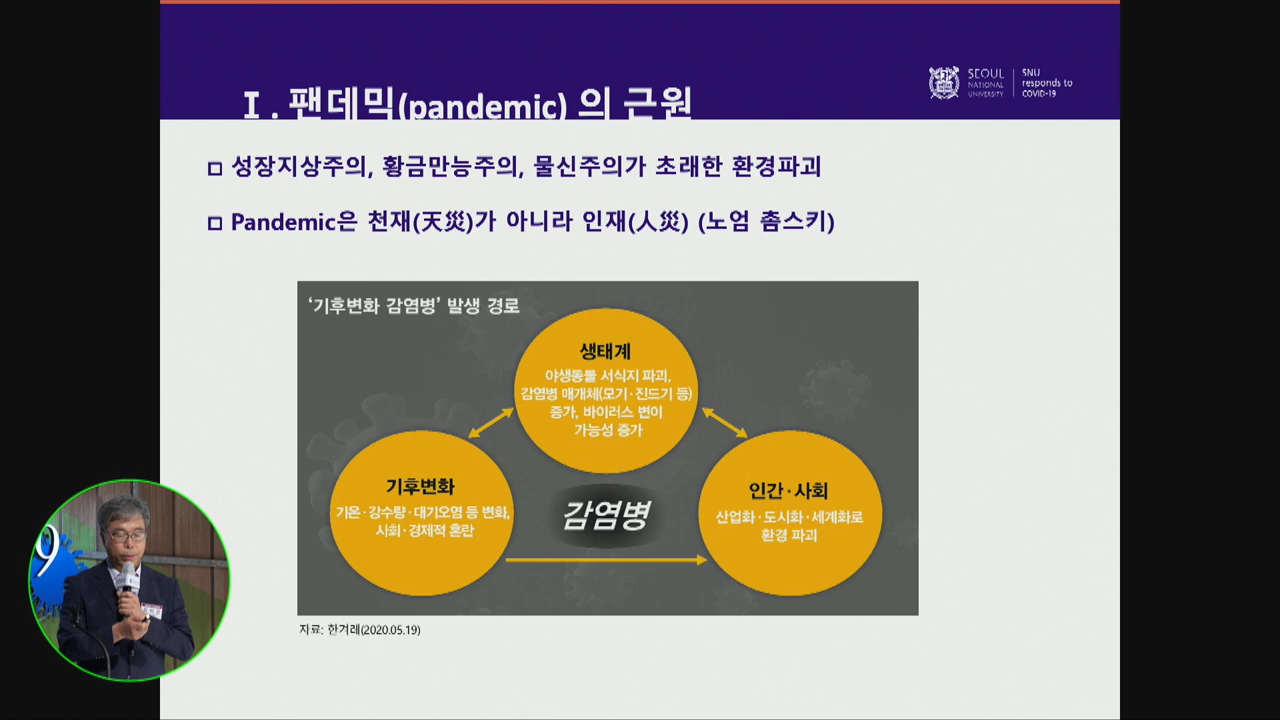 Ⅰ. 팬데믹(pandemic) 의 근원
SEOUL
NATIONAL
UNIVERSITY
SNU
responds to
COVID-19
성장지상주의, 황금만능주의, 물신주의가 초래한 환경파괴
Pandemic은 천재(天災)가 아니라 인재(人災) (노엄 촘스키)
‘기후변화 감염병’ 발생 경로
생태계
야생동물 서식지 파괴,
감염병 매개체(모기·진드기 등)
증가, 바이러스 변이
가능성 증가
기후변화
기온·강수량·대기오염 등 변화,
사회·경제적 혼란
감염병
인간·사회
산업화·도시화·세계화로
환경 파괴
자료: 한겨레(2020.05.19)
9